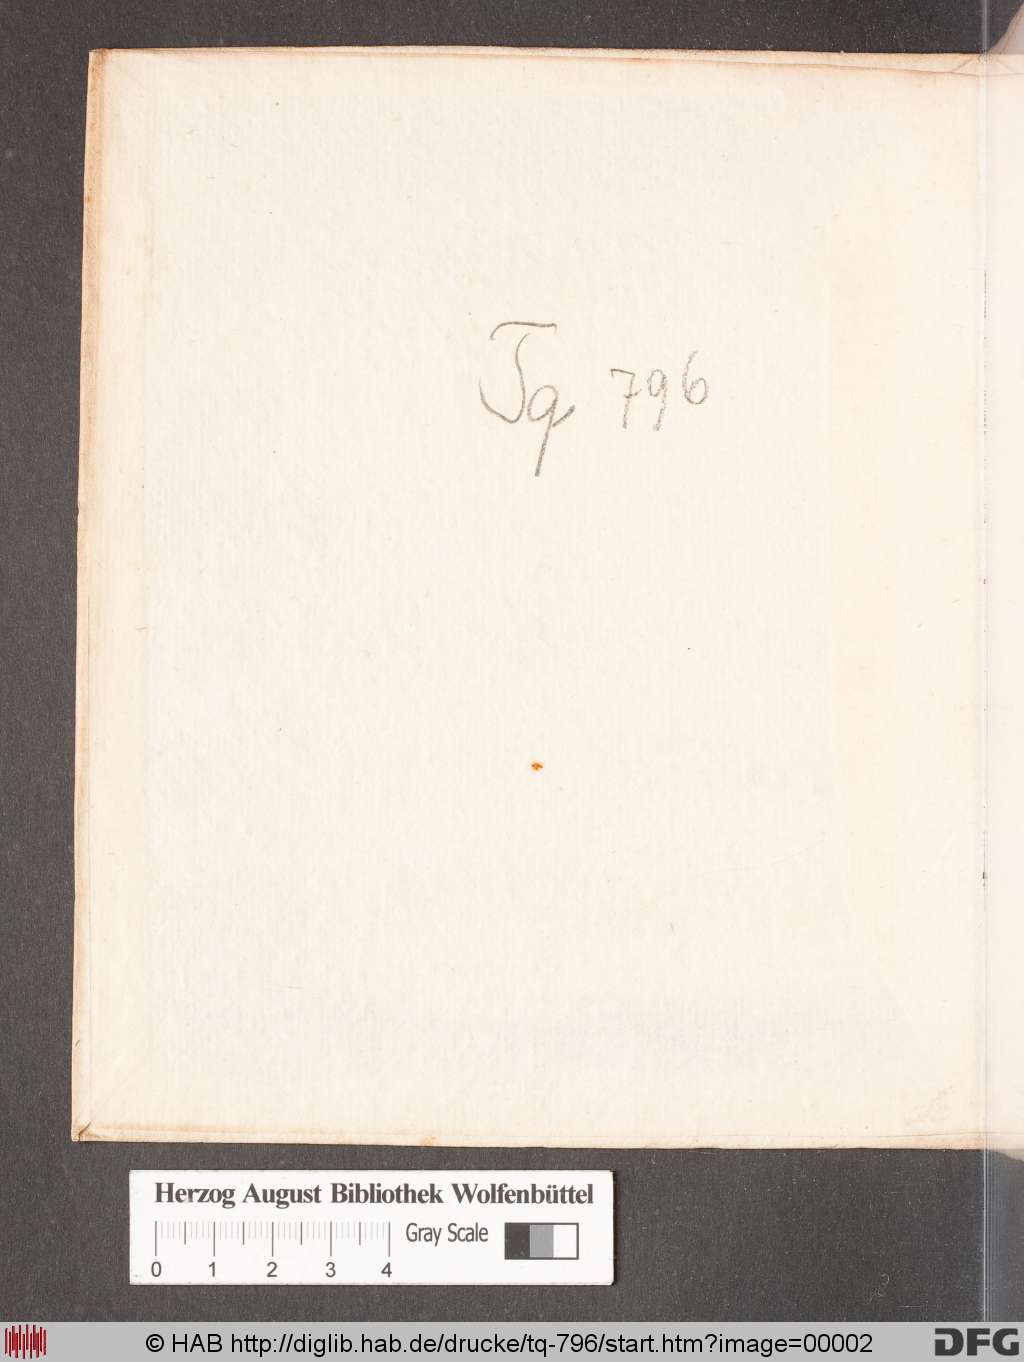 Tq 796
Herzog August Bibliothek Wolfenbüttel
Gray Scale
0 1 2 3 4
© HAB http://diglib.hab.de/drucke/tq-796/start.htm?image=00002
DFG